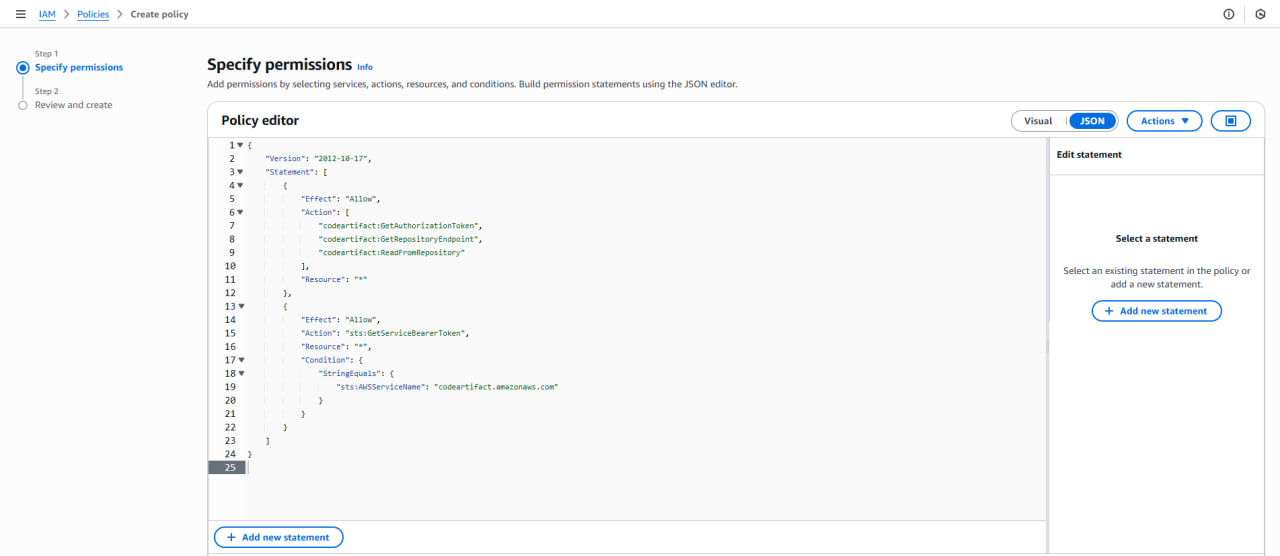 IAM > Policies > Create policy
Step 1
Specify permissions
Step 2
Review and create
Specify permissions Info
Add permissions by selecting services, actions, resources, and conditions. Build permission statements using the JSON editor.
Policy editor
Visual JSON Actions
1 {
2 "Version": "2012-10-17",
3 "Statement": [
4 {
5 "Effect": "Allow",
6 "Action": [
7 "codeartifact:GetAuthorizationToken",
8 "codeartifact:GetRepositoryEndpoint",
9 "codeartifact:ReadFromRepository"
10 ],
11 "Resource": "*"
12 },
13 {
14 "Effect": "Allow",
15 "Action": "sts:GetServiceBearerToken",
16 "Resource": "*",
17 "Condition": {
18 "StringEquals": {
19 "sts:AWSServiceName": "codeartifact.amazonaws.com"
20 }
21 }
22 }
23 ]
24 }
25
+ Add new statement
Edit statement
Select a statement
Select an existing statement in the policy or
add a new statement.
+ Add new statement